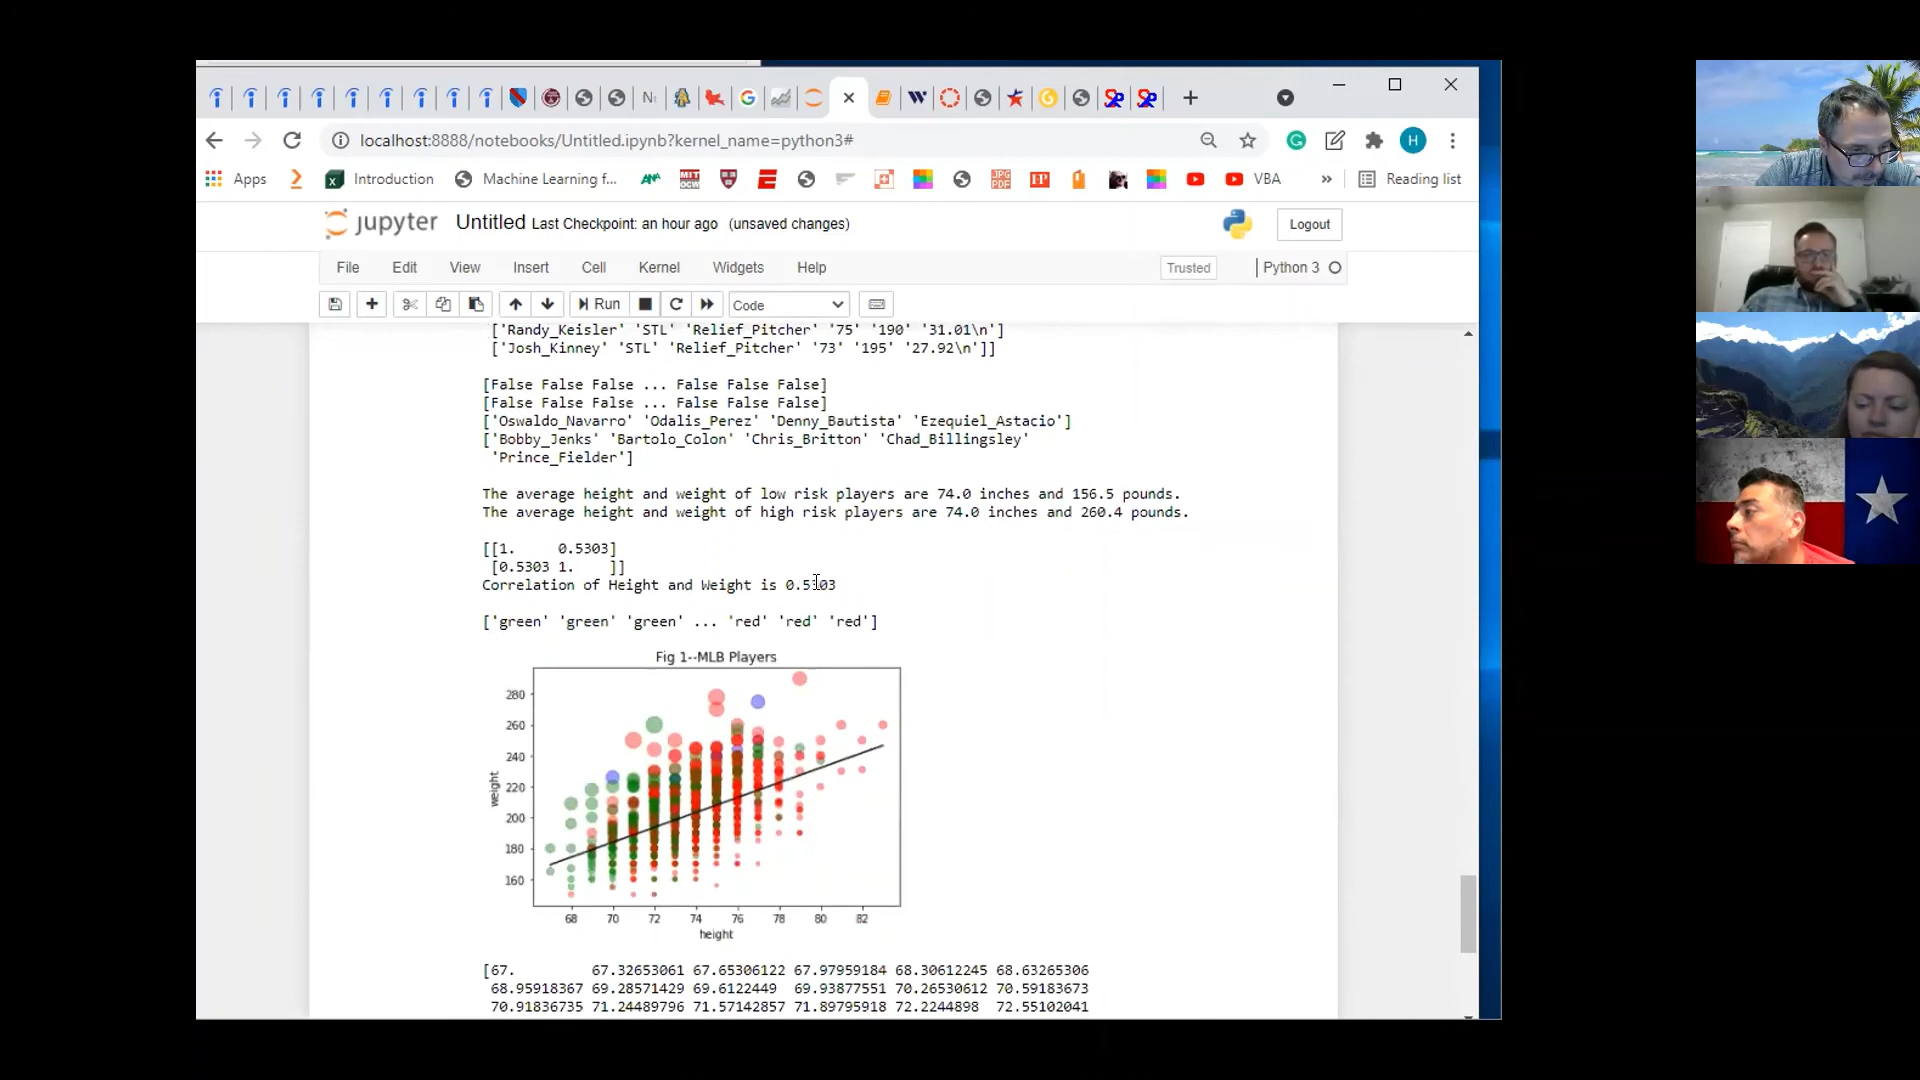 localhost:8888/notebooks/Untitled.ipynb?kernel_name=python3#
H
Apps Introduction Machine Learning f... VBA » Reading list
jupyter Untitled Last Checkpoint: an hour ago (unsaved changes) Logout
File Edit View Insert Cell Kernel Widgets Help Trusted Python 3
Run Code
['Randy_Keisler' 'STL' 'Relief_Pitcher' '75' '190' '31.01\n']
['Josh_Kinney' 'STL' 'Relief_Pitcher' '73' '195' '27.92\n']]
[False False False ... False False False]
[False False False ... False False False]
['Oswaldo_Navarro' 'Odalis_Perez' 'Denny_Bautista' 'Ezequiel_Astacio']
['Bobby_Jenks' 'Bartolo_Colon' 'Chris_Britton' 'Chad_Billingsley'
'Prince_Fielder']
The average height and weight of low risk players are 74.0 inches and 156.5 pounds.
The average height and weight of high risk players are 74.0 inches and 260.4 pounds.
[[1. 0.5303]
[0.5303 1. ]]
Correlation of Height and Weight is 0.5303
['green' 'green' 'green' ... 'red' 'red' 'red']
Fig 1--MLB Players
280
260
240
220
200
180
160
weight
68 70 72 74 76 78 80 82
height
[67. 67.32653061 67.65306122 67.97959184 68.30612245 68.63265306
68.95918367 69.28571429 69.6122449 69.93877551 70.26530612 70.59183673
70.91836735 71.24489796 71.57142857 71.89795918 72.2244898 72.55102041